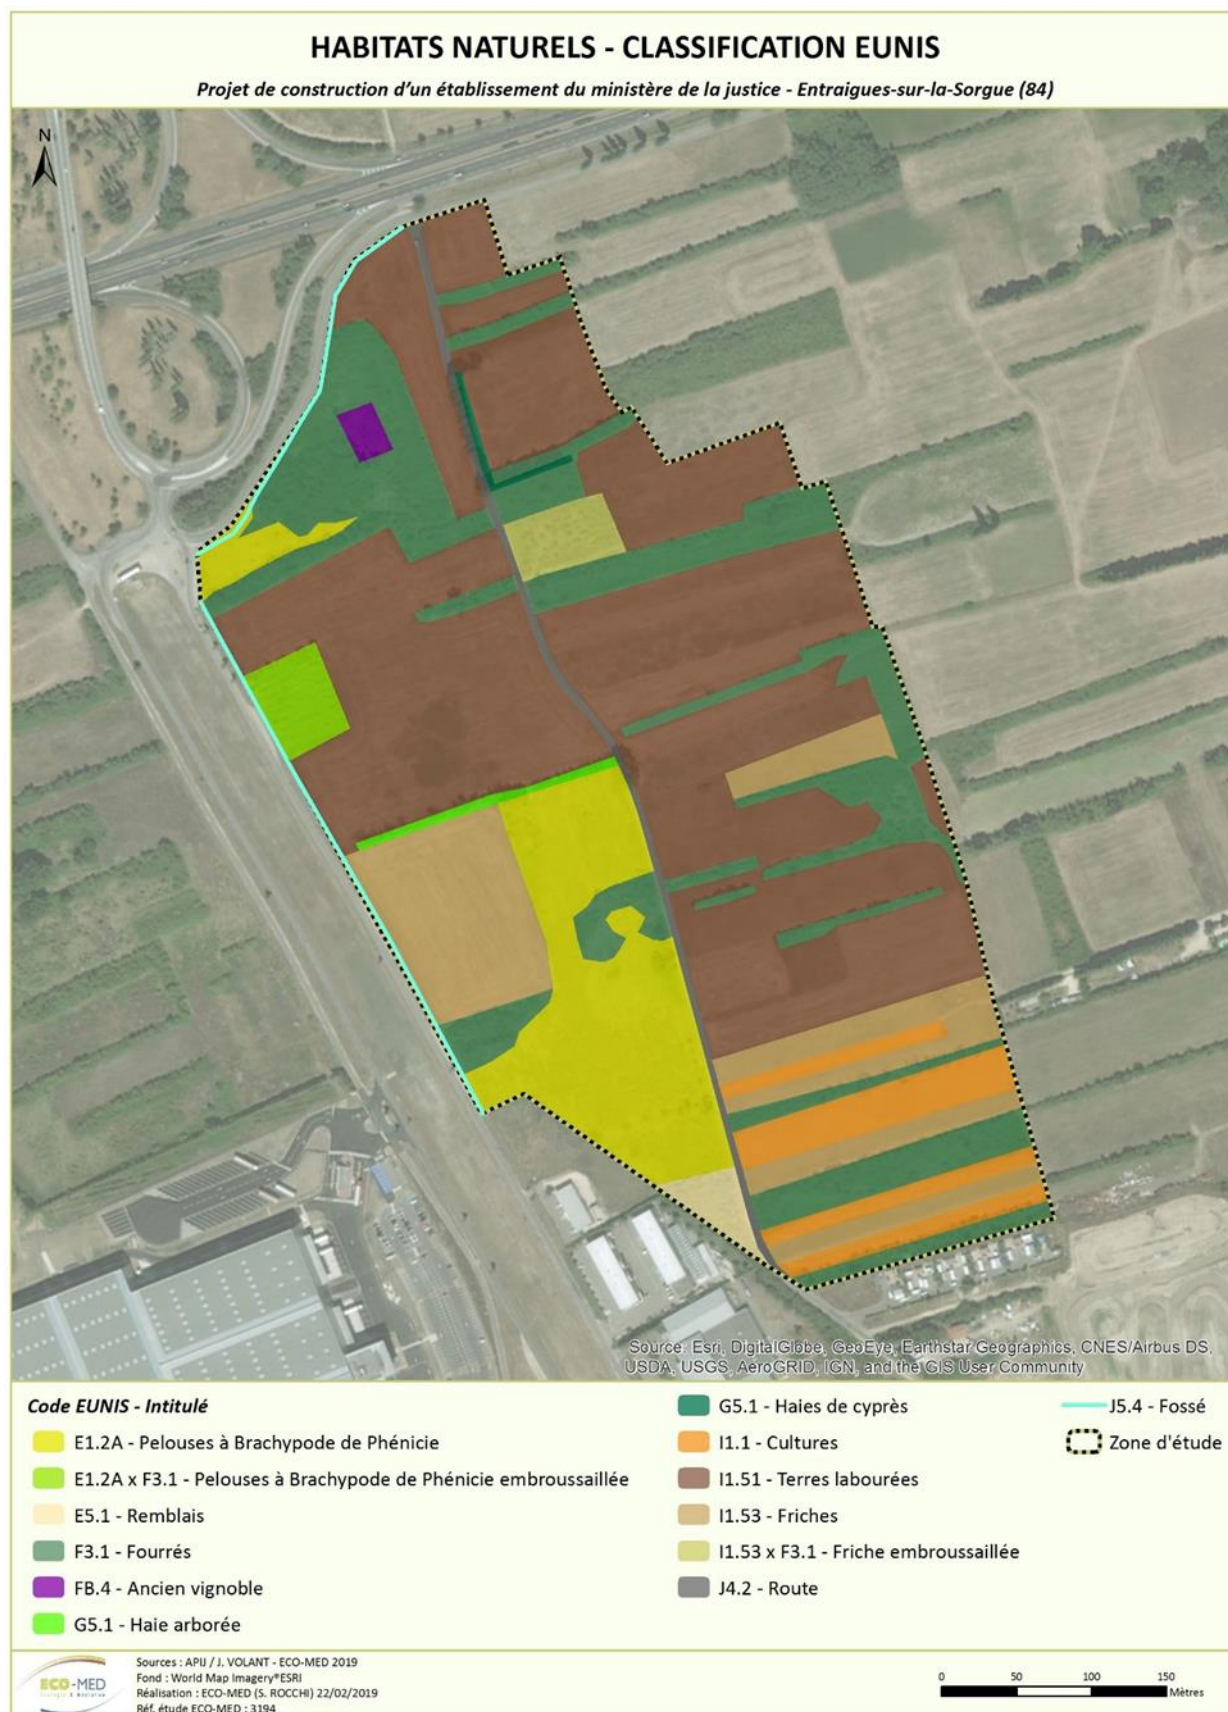 HABITATS NATURELS - CLASSIFICATION EUNIS
Projet de construction d'un établissement du ministère de la justice - Entraigues-sur-la-Sorgue (84)
N
Source: Esri, DigitalGlobe, GeoEye, Earthstar Geographics, CNES/Airbus DS,
USDA, USGS, AeroGRID, IGN, and the GIS User Community
Code EUNIS - Intitulé
E1.2A - Pelouses à Brachypode de Phénicie
E1.2A x F3.1 - Pelouses à Brachypode de Phénicie embroussaillée
E5.1 - Remblais
F3.1 - Fourrés
FB.4 - Ancien vignoble
G5.1 - Haie arborée
G5.1 - Haies de cyprès
I1.1 - Cultures
I1.51 - Terres labourées
I1.53 - Friches
I1.53 x F3.1 - Friche embroussaillée
J4.2 - Route
J5.4 - Fossé
Zone d'étude
ECO-MED
Ecologie & Médiation
Sources : APIJ / J. VOLANT - ECO-MED 2019
Fond : World Map Imagery®ESRI
Réalisation : ECO-MED (S. ROCCHI) 22/02/2019
Réf. étude ECO-MED : 3194
0 50 100 150
Mètres